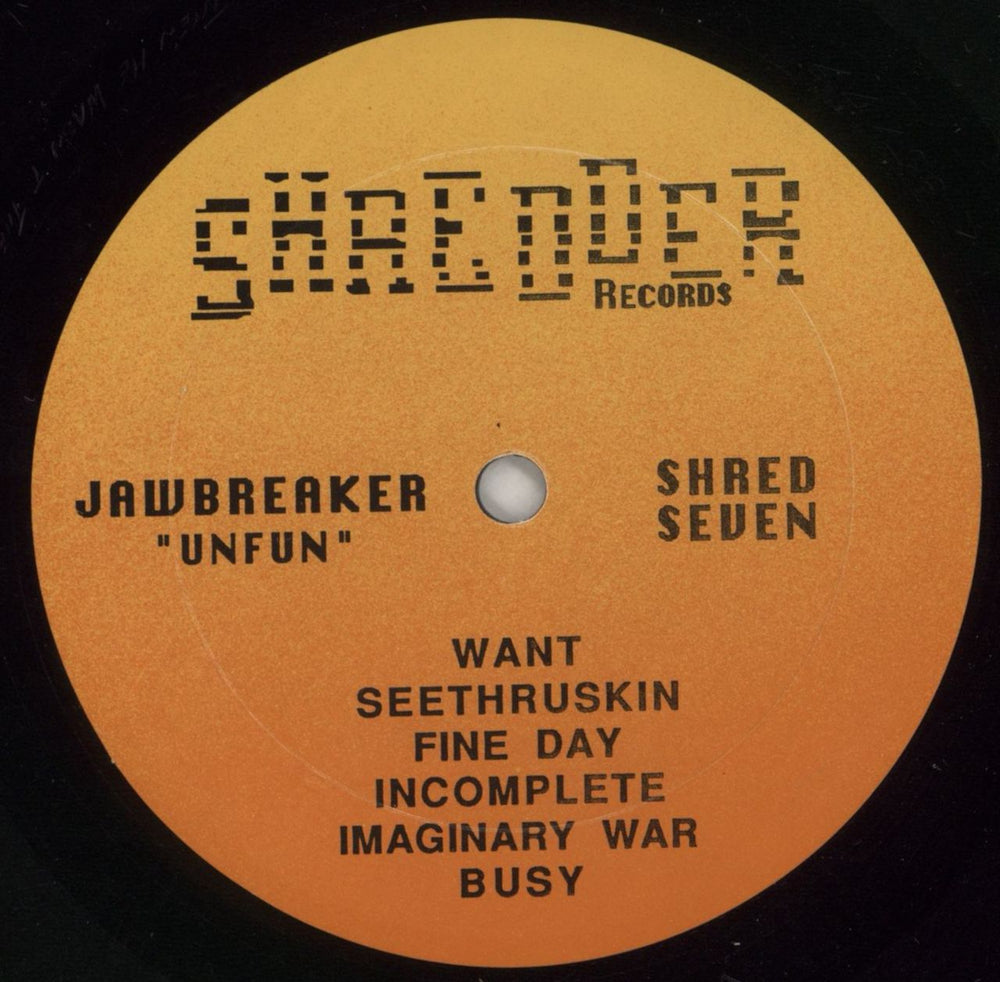 SHREDDER
RECORDS
JAWBREAKER
"UNFUN"
SHRED
SEVEN
WANT
SEETHRUSKIN
FINE DAY
INCOMPLETE
IMAGINARY WAR
BUSY